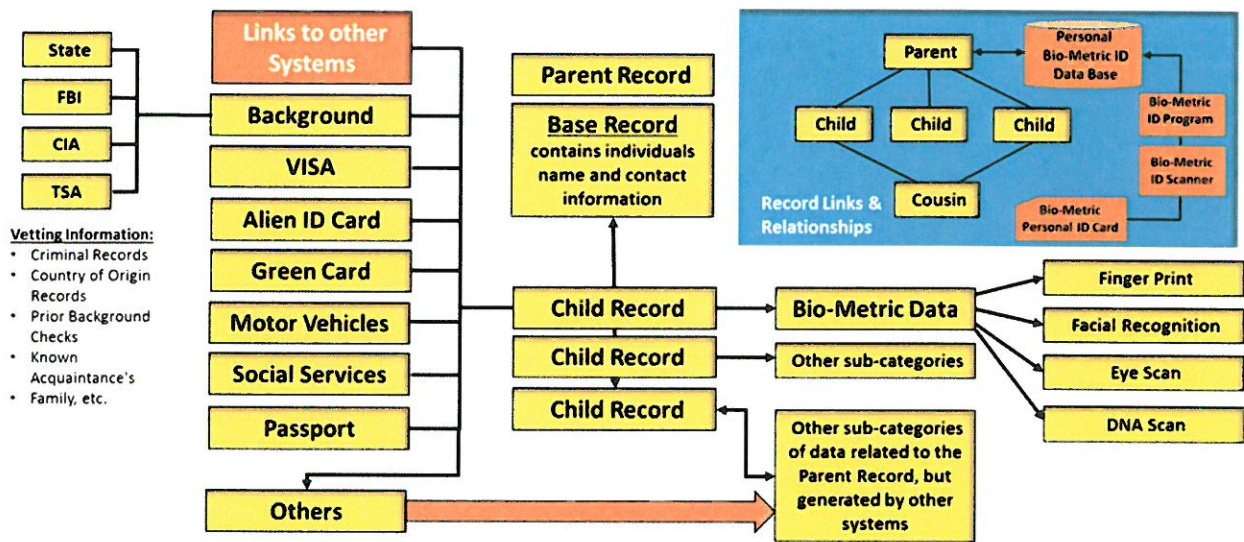 State
FBI
CIA
TSA
Vetting Information:
• Criminal Records
• Country of Origin
Records
• Prior Background
Checks
• Known
Acquaintance's
• Family, etc.
Links to other
Systems
Background
VISA
Alien ID Card
Green Card
Motor Vehicles
Social Services
Passport
Others
Parent Record
Base Record
contains individuals
name and contact
information
Child Record
Child Record
Child Record
Bio-Metric Data
Other sub-categories
Other sub-categories
of data related to the
Parent Record, but
generated by other
systems
Finger Print
Facial Recognition
Eye Scan
DNA Scan
Parent
Child
Child
Child
Cousin
Record Links &
Relationships
Personal
Bio-Metric ID
Data Base
Bio-Metric
ID Program
Bio-Metric
ID Scanner
Bio-Metric
Personal ID Card